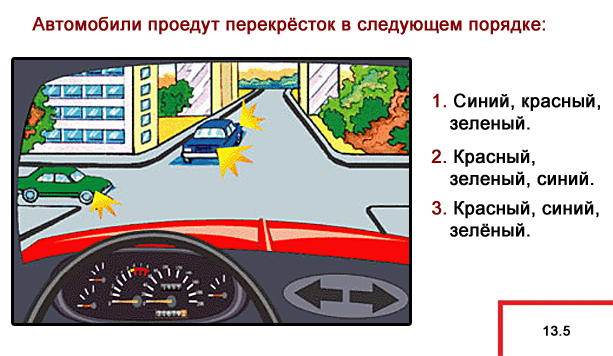 Автомобили проедут перекрёсток в следующем порядке:
1. Синий, красный,
зеленый.
2. Красный,
зеленый, синий.
3. Красный, синий,
зелёный.
13.5